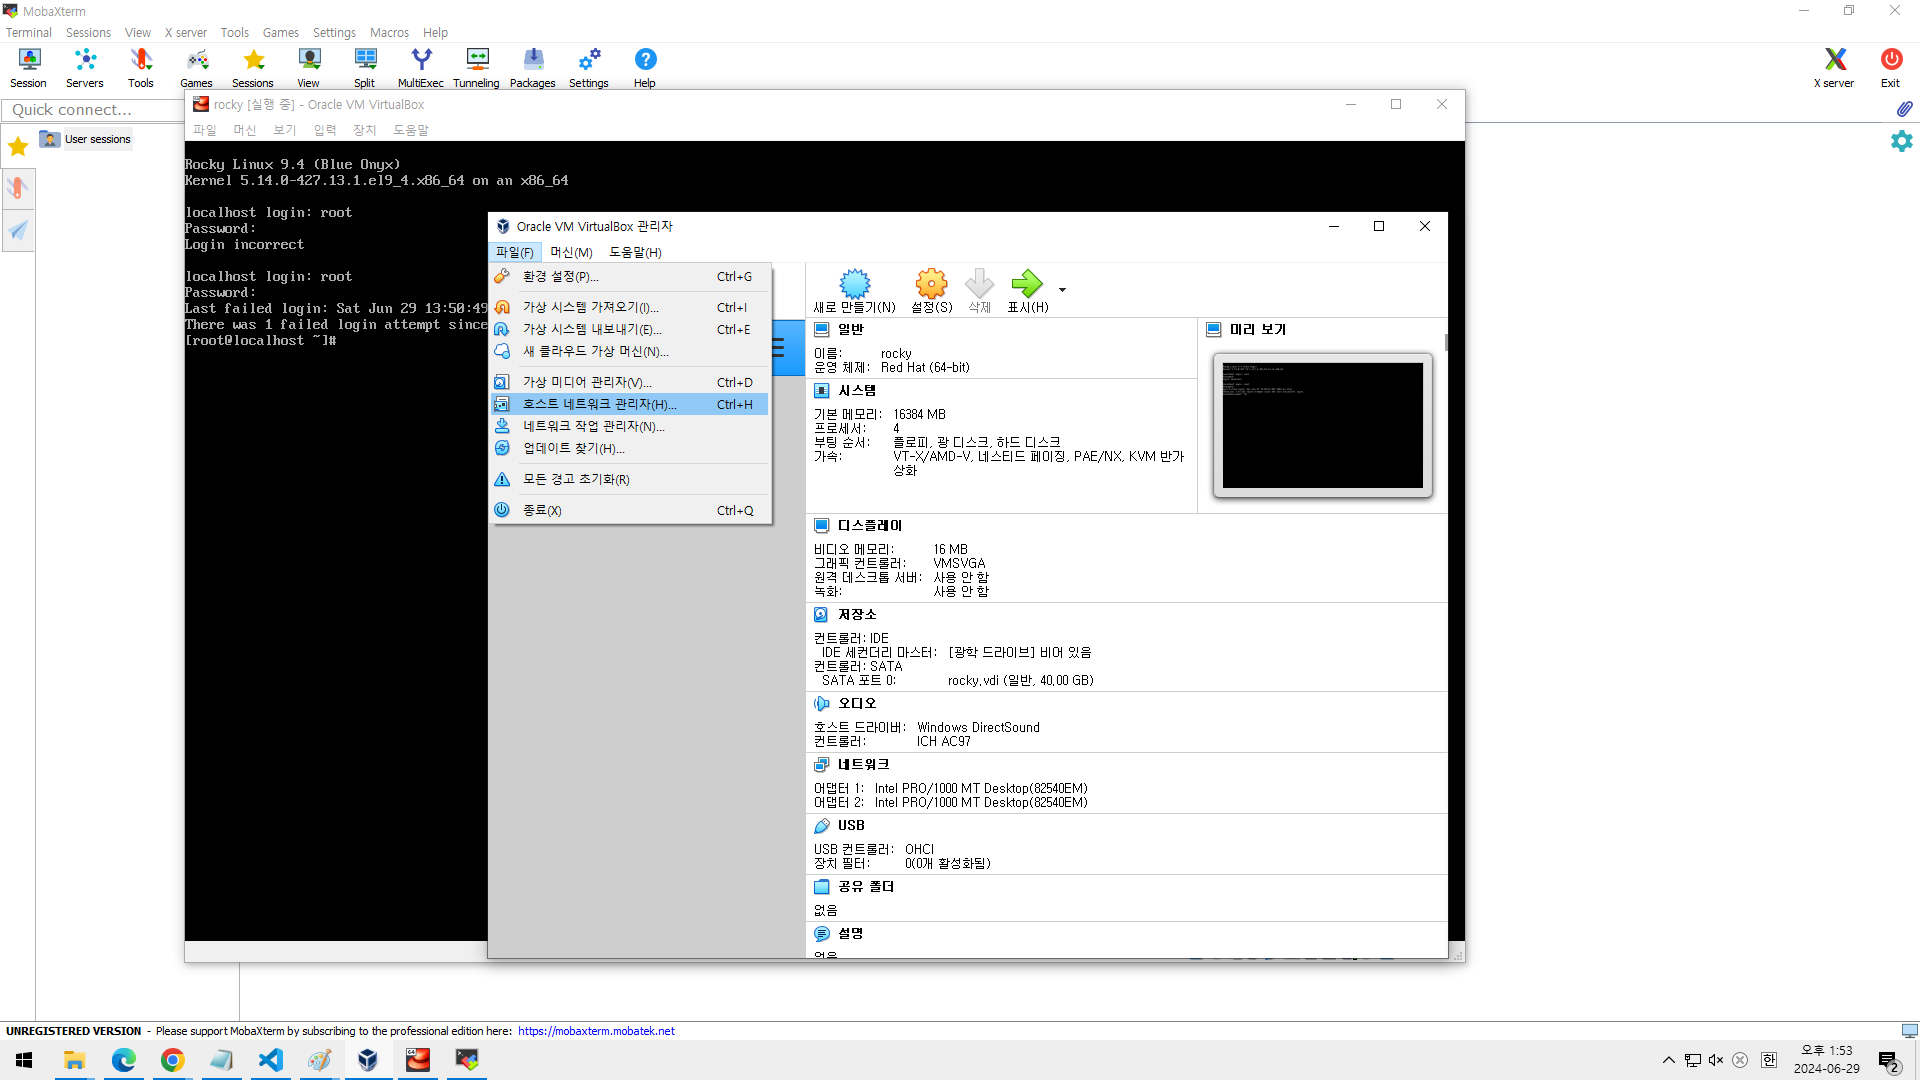 MobaXterm
Terminal Sessions View X server Tools Games Settings Macros Help
Session Servers Tools Games Sessions View Split MultiExec Tunneling Packages Settings Help X server Exit
Quick connect...
User sessions
rocky [실행 중] - Oracle VM VirtualBox
파일 머신 보기 입력 장치 도움말
Rocky Linux 9.4 (Blue Onyx)
Kernel 5.14.0-427.13.1.el9_4.x86_64 on an x86_64
localhost login: root
Password:
Login incorrect
localhost login: root
Password:
Last failed login: Sat Jun 29 13:50:49
There was 1 failed login attempt since
[root@localhost ~]#
Oracle VM VirtualBox 관리자
파일(F) 머신(M) 도움말(H)
환경 설정(P)... Ctrl+G
가상 시스템 가져오기(I)... Ctrl+I
가상 시스템 내보내기(E)... Ctrl+E
새 클라우드 가상 머신(N)...
가상 미디어 관리자(V)... Ctrl+D
호스트 네트워크 관리자(H)... Ctrl+H
네트워크 작업 관리자(N)...
업데이트 찾기(H)...
모든 경고 초기화(R)
종료(X) Ctrl+Q
새로 만들기(N) 설정(S) 삭제 표시(H)
일반
이름: rocky
운영 체제: Red Hat (64-bit)
시스템
기본 메모리: 16384 MB
프로세서: 4
부팅 순서: 플로피, 광 디스크, 하드 디스크
가속: VT-X/AMD-V, 네스티드 페이징, PAE/NX, KVM 반가
상화
미리 보기
디스플레이
비디오 메모리: 16 MB
그래픽 컨트롤러: VMSVGA
원격 데스크톱 서버: 사용 안 함
녹화: 사용 안 함
저장소
컨트롤러: IDE
IDE 세컨더리 마스터: [광학 드라이브] 비어 있음
컨트롤러: SATA
SATA 포트 0: rocky.vdi (일반, 40.00 GB)
오디오
호스트 드라이버: Windows DirectSound
컨트롤러: ICH AC97
네트워크
어댑터 1: Intel PRO/1000 MT Desktop(82540EM)
어댑터 2: Intel PRO/1000 MT Desktop(82540EM)
USB
USB 컨트롤러: OHCI
장치 필터: 0(0개 활성화됨)
공유 폴더
없음
설명
없음
UNREGISTERED VERSION - Please support MobaXterm by subscribing to the professional edition here: https://mobaxterm.mobatek.net
한
오후 1:53
2024-06-29
2